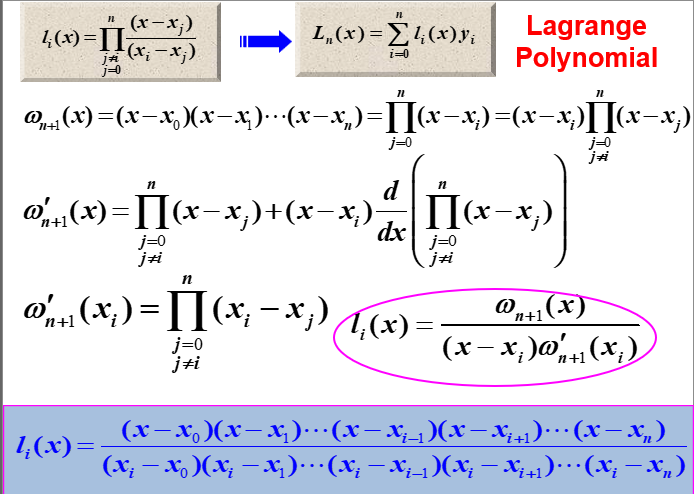 l_i(x) = ∏_{j≠i, j=0}^{n} (x − x_j)/(x_i − x_j)
L_n(x) = ∑_{i=0}^{n} l_i(x) y_i
Lagrange
Polynomial
ω_{n+1}(x) = (x−x_0)(x−x_1)⋯(x−x_n) = ∏_{j=0}^{n} (x−x_i) = (x−x_i) ∏_{j=0, j≠i}^{n} (x−x_j)
ω′_{n+1}(x) = ∏_{j=0, j≠i}^{n} (x−x_j) + (x−x_i) d/dx ( ∏_{j=0, j≠i}^{n} (x−x_j) )
ω′_{n+1}(x_i) = ∏_{j=0, j≠i}^{n} (x_i − x_j)
l_i(x) = ω_{n+1}(x) / ((x−x_i)ω′_{n+1}(x_i))
l_i(x) = (x−x_0)(x−x_1)⋯(x−x_{i−1})(x−x_{i+1})⋯(x−x_n) / (x_i−x_0)(x_i−x_1)⋯(x_i−x_{i−1})(x_i−x_{i+1})⋯(x_i−x_n)